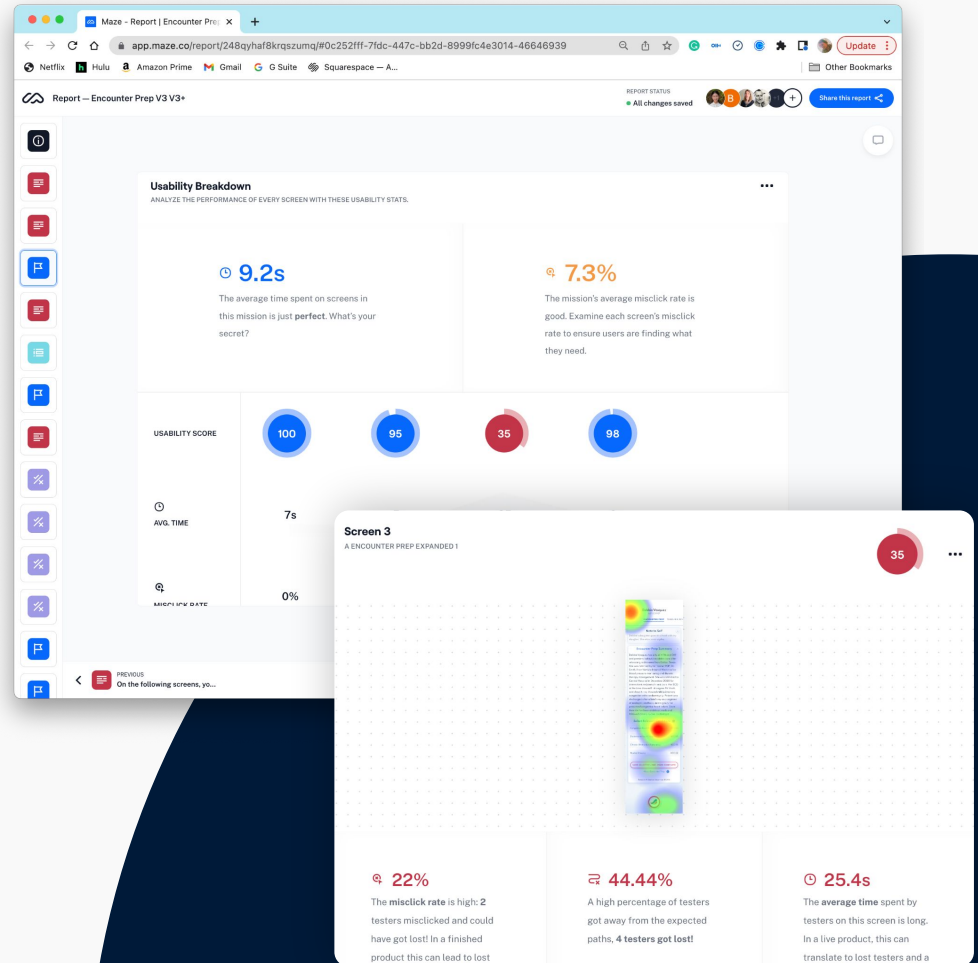 Maze - Report | Encounter Prep
app.maze.co/report/248qyhaf8krqszumq/#0c252fff-7fdc-447c-bb2d-8999fc4e3014-46646939
Update
Netflix
h Hulu
a Amazon Prime
M Gmail
G G Suite
Squarespace — A...
Other Bookmarks
Report — Encounter Prep V3 V3+
REPORT STATUS
All changes saved
B
Share this report
Usability Breakdown
ANALYZE THE PERFORMANCE OF EVERY SCREEN WITH THESE USABILITY STATS.
9.2s
The average time spent on screens in
this mission is just perfect. What's your
secret?
7.3%
The mission's average misclick rate is
good. Examine each screen's misclick
rate to ensure users are finding what
they need.
USABILITY SCORE
100
95
35
98
AVG. TIME
7s
MISCLICK RATE
0%
PREVIOUS
On the following screens, yo...
Screen 3
A ENCOUNTER PREP EXPANDED 1
35
22%
The misclick rate is high: 2
testers misclicked and could
have got lost! In a finished
product this can lead to lost
44.44%
A high percentage of testers
got away from the expected
paths, 4 testers got lost!
25.4s
The average time spent by
testers on this screen is long.
In a live product, this can
translate to lost testers and a